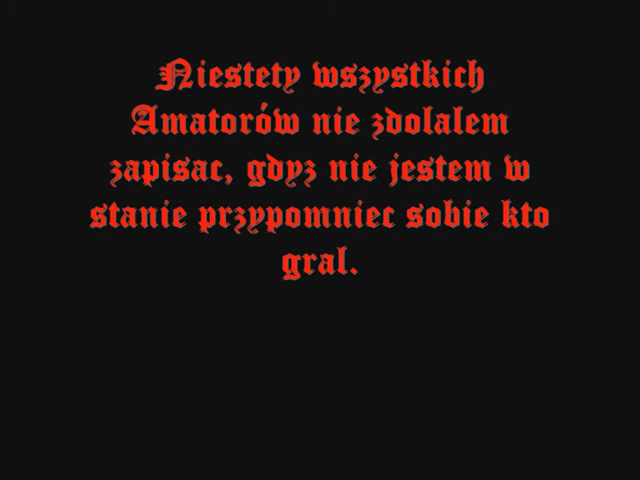 Niestety wszystkich
Amatorów nie zdolalem
zapisac, gdyz nie jestem w
stanie przypomniec sobie kto
gral.